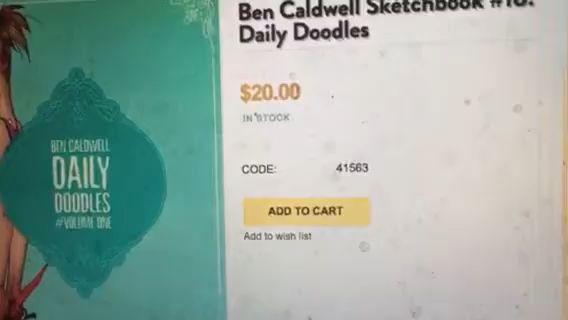 Ben Caldwell Sketchbook
Daily Doodles
$20.00
IN STOCK
CODE: 41563
ADD TO CART
Add to wish list
BEN CALDWELL
DAILY
DOODLES
#VOLUME ONE